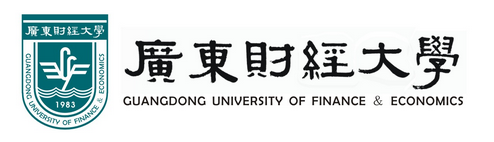 廣東財經大學
GUANGDONG UNIVERSITY OF FINANCE & ECONOMICS
1983
廣東財經大學
GUANGDONG UNIVERSITY OF FINANCE & ECONOMICS